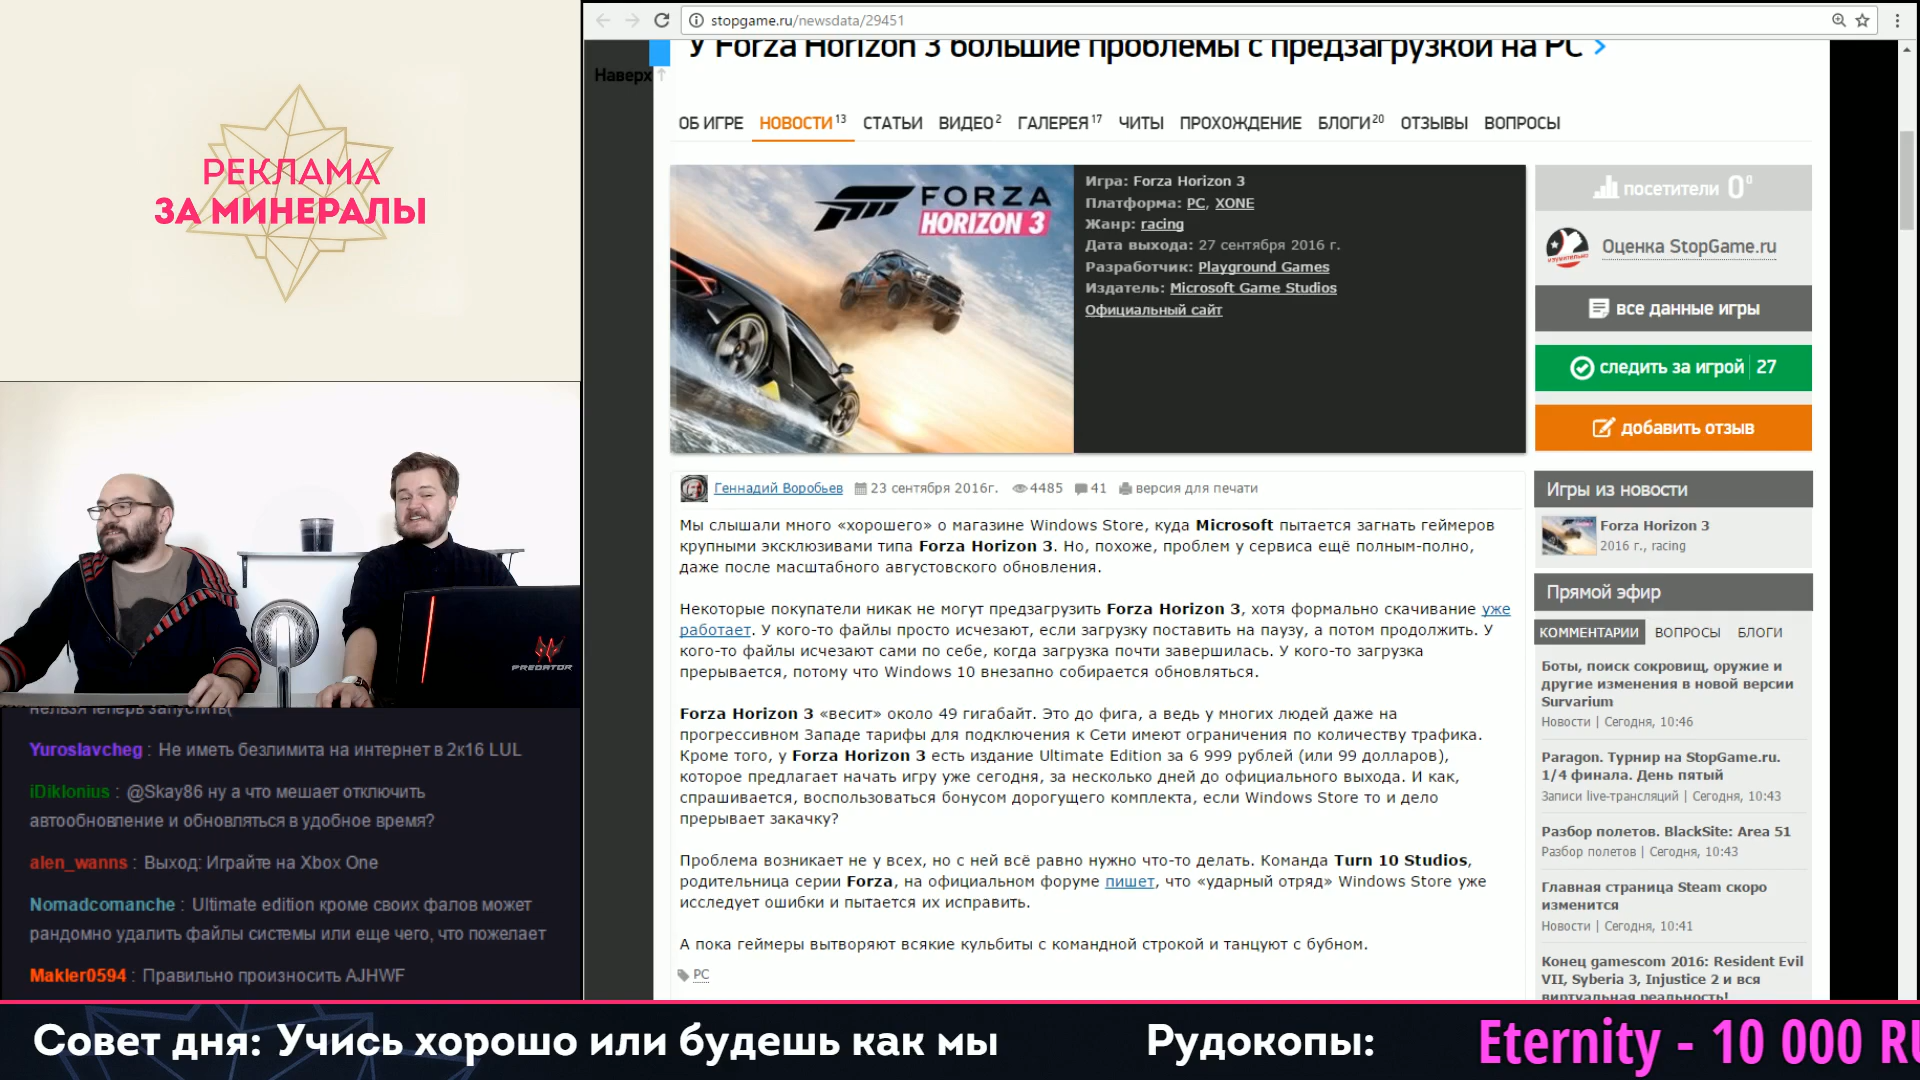 РЕКЛАМА
ЗА МИНЕРАЛЫ
PREDATOR
нельзя теперь запустить(
Yuroslavcheg : Не иметь безлимита на интернет в 2к16 LUL
iDiklonius : @Skay86 ну а что мешает отключить
автообновление и обновляться в удобное время?
alen_wanns : Выход: Играйте на Xbox One
Nomadcomanche : Ultimate edition кроме своих фалов может
рандомно удалить файлы системы или еще чего, что пожелает
Makler0594 : Правильно произносить AJHWF
stopgame.ru/newsdata/29451
Наверх ↑
У Forza Horizon 3 большие проблемы с предзагрузкой на PC
ОБ ИГРЕ НОВОСТИ 13 СТАТЬИ ВИДЕО 2 ГАЛЕРЕЯ 17 ЧИТЫ ПРОХОЖДЕНИЕ БЛОГИ 20 ОТЗЫВЫ ВОПРОСЫ
FORZA
HORIZON 3
Игра: Forza Horizon 3
Платформа: PC, XONE
Жанр: racing
Дата выхода: 27 сентября 2016 г.
Разработчик: Playground Games
Издатель: Microsoft Game Studios
Официальный сайт
посетители 0 0
Оценка StopGame.ru
все данные игры
следить за игрой 27
добавить отзыв
Геннадий Воробьев 23 сентября 2016г. 4485 41 версия для печати
Мы слышали много «хорошего» о магазине Windows Store, куда Microsoft пытается загнать геймеров
крупными эксклюзивами типа Forza Horizon 3. Но, похоже, проблем у сервиса ещё полным-полно,
даже после масштабного августовского обновления.
Некоторые покупатели никак не могут предзагрузить Forza Horizon 3, хотя формально скачивание уже
работает. У кого-то файлы просто исчезают, если загрузку поставить на паузу, а потом продолжить. У
кого-то файлы исчезают сами по себе, когда загрузка почти завершилась. У кого-то загрузка
прерывается, потому что Windows 10 внезапно собирается обновляться.
Forza Horizon 3 «весит» около 49 гигабайт. Это до фига, а ведь у многих людей даже на
прогрессивном Западе тарифы для подключения к Сети имеют ограничения по количеству трафика.
Кроме того, у Forza Horizon 3 есть издание Ultimate Edition за 6 999 рублей (или 99 долларов),
которое предлагает начать игру уже сегодня, за несколько дней до официального выхода. И как,
спрашивается, воспользоваться бонусом дорогущего комплекта, если Windows Store то и дело
прерывает закачку?
Проблема возникает не у всех, но с ней всё равно нужно что-то делать. Команда Turn 10 Studios,
родительница серии Forza, на официальном форуме пишет, что «ударный отряд» Windows Store уже
исследует ошибки и пытается их исправить.
А пока геймеры вытворяют всякие кульбиты с командной строкой и танцуют с бубном.
PC
Игры из новости
Forza Horizon 3
2016 г., racing
Прямой эфир
КОММЕНТАРИИ ВОПРОСЫ БЛОГИ
Боты, поиск сокровищ, оружие и
другие изменения в новой версии
Survarium
Новости | Сегодня, 10:46
Paragon. Турнир на StopGame.ru.
1/4 финала. День пятый
Записи live-трансляций | Сегодня, 10:43
Разбор полетов. BlackSite: Area 51
Разбор полетов | Сегодня, 10:43
Главная страница Steam скоро
изменится
Новости | Сегодня, 10:41
Конец gamescom 2016: Resident Evil
VII, Syberia 3, Injustice 2 и вся
виртуальная реальность!
Совет дня: Учись хорошо или будешь как мы
Рудокопы:
Eternity - 10 000 RU